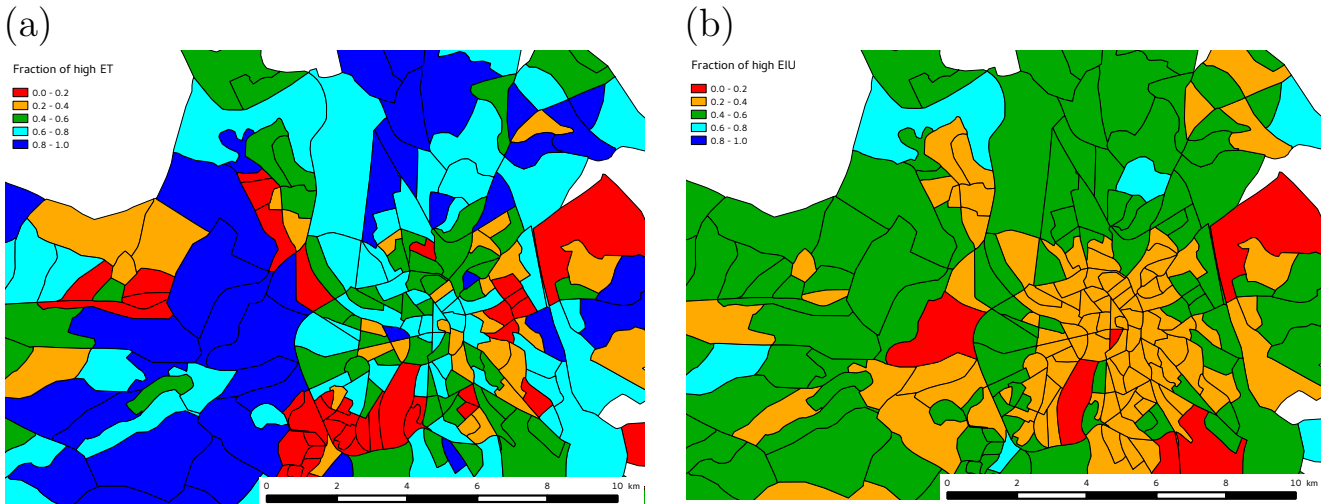 (a)
Fraction of high ET
0.0 - 0.2
0.2 - 0.4
0.4 - 0.6
0.6 - 0.8
0.8 - 1.0
0 2 4 6 8 10 km
(b)
Fraction of high EIU
0.0 - 0.2
0.2 - 0.4
0.4 - 0.6
0.6 - 0.8
0.8 - 1.0
0 2 4 6 8 10 km